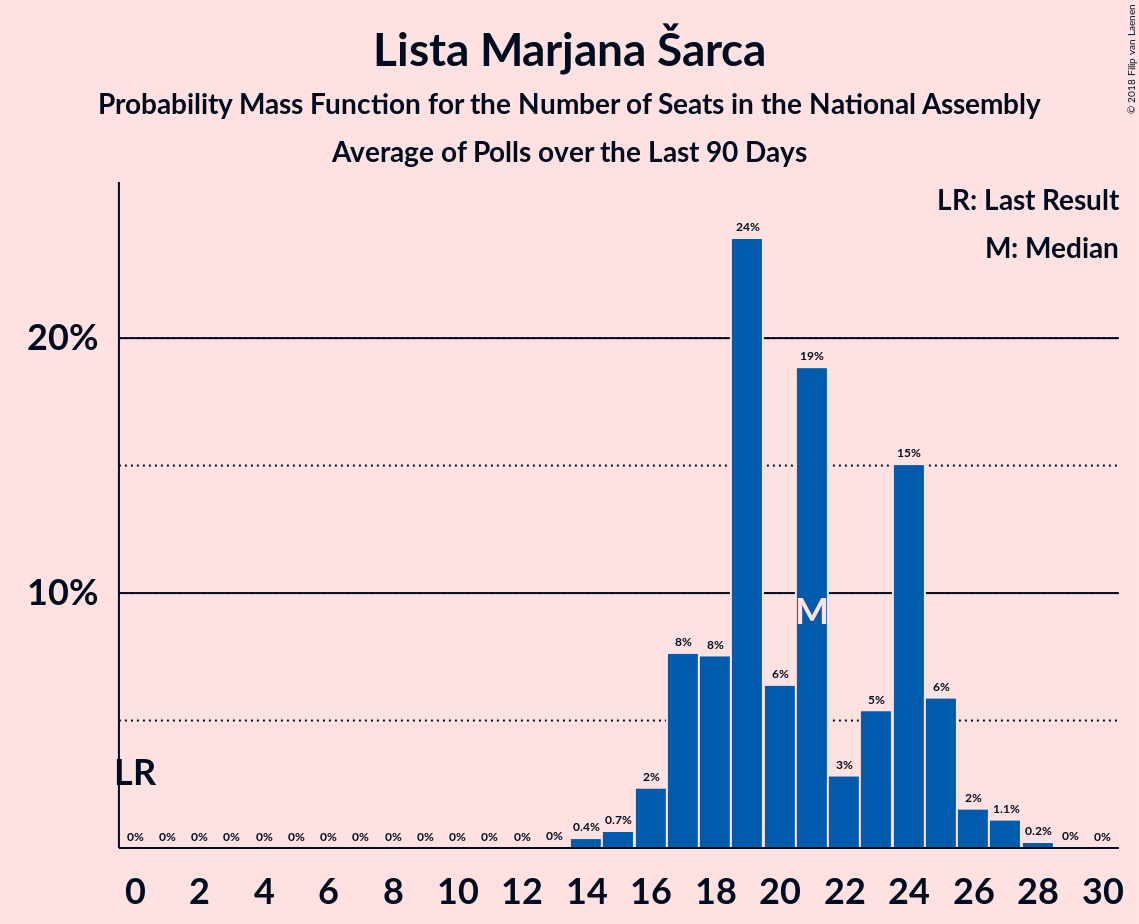 Lista Marjana Šarca
Probability Mass Function for the Number of Seats in the National Assembly
Average of Polls over the Last 90 Days
© 2018 Filip van Laenen
LR: Last Result
M: Median
20%
10%
LR
M
0% 0% 0% 0% 0% 0% 0% 0% 0% 0% 0% 0% 0% 0% 0.4% 0.7% 2% 8% 8% 24% 6% 19% 3% 5% 15% 6% 2% 1.1% 0.2% 0% 0%
0 2 4 6 8 10 12 14 16 18 20 22 24 26 28 30